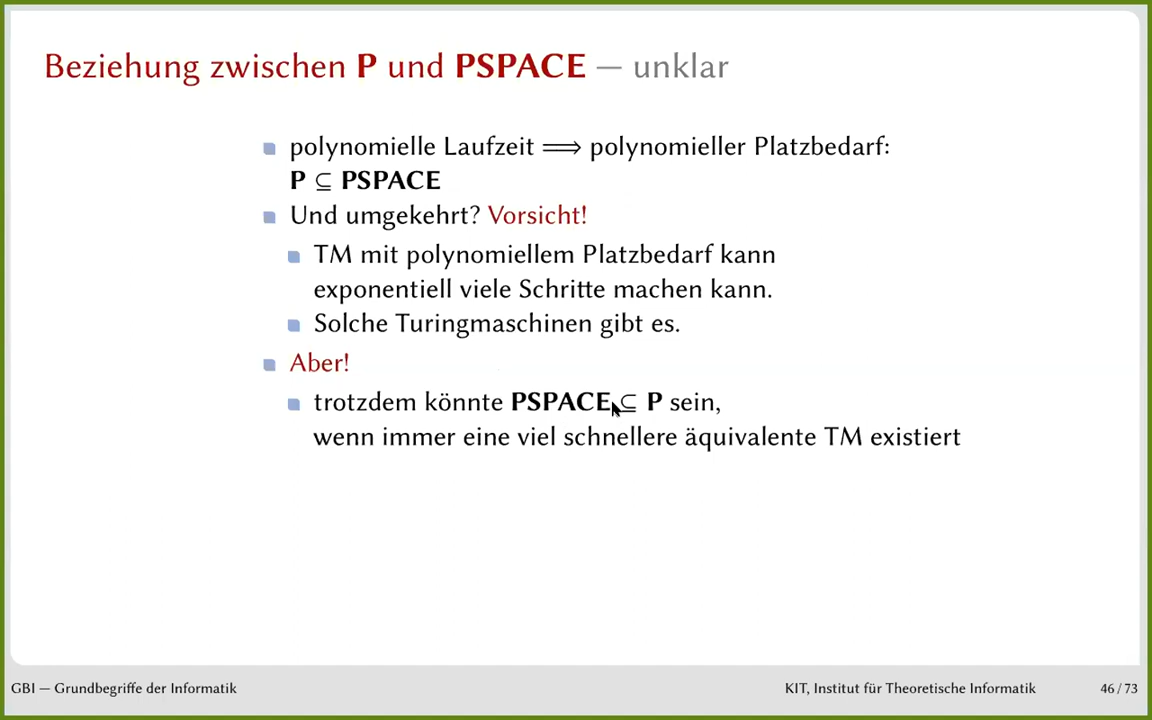 Beziehung zwischen P und PSPACE — unklar
polynomielle Laufzeit ⟹ polynomieller Platzbedarf:
P ⊆ PSPACE
Und umgekehrt? Vorsicht!
TM mit polynomiellem Platzbedarf kann
exponentiell viele Schritte machen kann.
Solche Turingmaschinen gibt es.
Aber!
trotzdem könnte PSPACE ⊆ P sein,
wenn immer eine viel schnellere äquivalente TM existiert
GBI — Grundbegriffe der Informatik
KIT, Institut für Theoretische Informatik
46 / 73